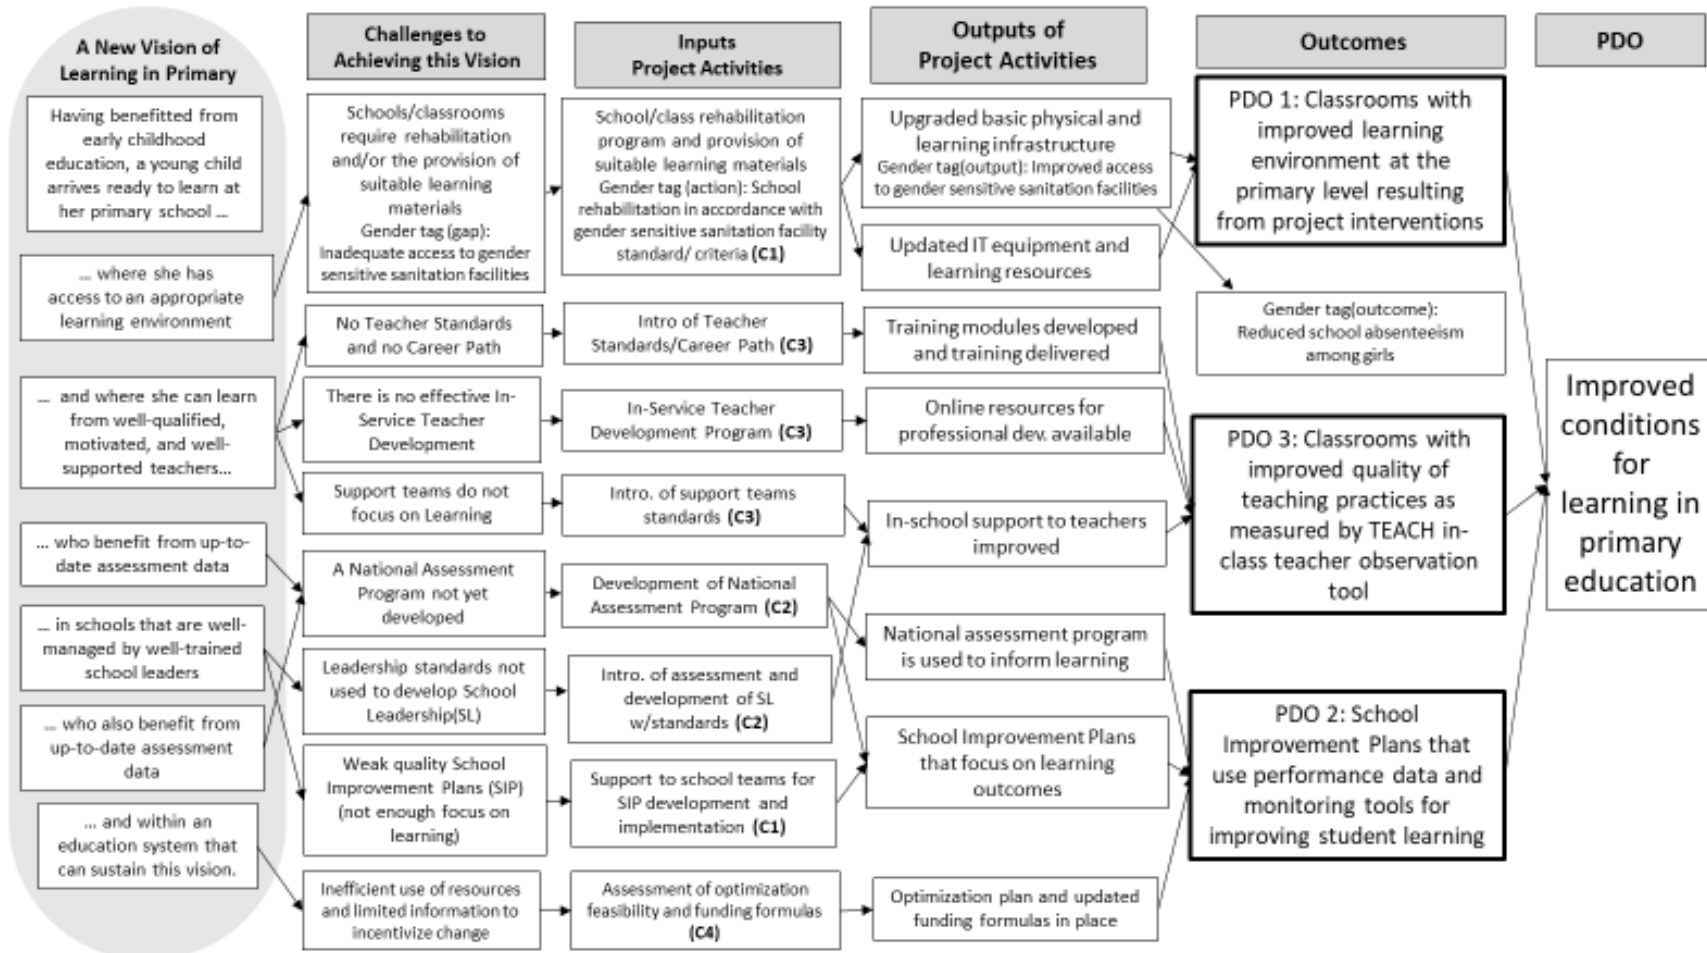 A New Vision of
Learning in Primary
Having benefitted from
early childhood
education, a young child
arrives ready to learn at
her primary school ...
... where she has
access to an appropriate
learning environment
... and where she can learn
from well-qualified,
motivated, and well-
supported teachers...
... who benefit from up-to-
date assessment data
... in schools that are well-
managed by well-trained
school leaders
... who also benefit from
up-to-date assessment
data
... and within an
education system that
can sustain this vision.
Challenges to
Achieving this Vision
Schools/classrooms
require rehabilitation
and/or the provision of
suitable learning
materials
Gender tag (gap):
Inadequate access to gender
sensitive sanitation facilities
No Teacher Standards
and no Career Path
There is no effective In-
Service Teacher
Development
Support teams do not
focus on Learning
A National Assessment
Program not yet
developed
Leadership standards not
used to develop School
Leadership(SL)
Weak quality School
Improvement Plans (SIP)
(not enough focus on
learning)
Inefficient use of resources
and limited information to
incentivize change
Inputs
Project Activities
School/class rehabilitation
program and provision of
suitable learning materials
Gender tag (action): School
rehabilitation in accordance with
gender sensitive sanitation facility
standard/ criteria (C1)
Intro of Teacher
Standards/Career Path (C3)
In-Service Teacher
Development Program (C3)
Intro. of support teams
standards (C3)
Development of National
Assessment Program (C2)
Intro. of assessment and
development of SL
w/standards (C2)
Support to school teams for
SIP development and
implementation (C1)
Assessment of optimization
feasibility and funding formulas
(C4)
Outputs of
Project Activities
Upgraded basic physical and
learning infrastructure
Gender tag(output): Improved access
to gender sensitive sanitation facilities
Updated IT equipment and
learning resources
Training modules developed
and training delivered
Online resources for
professional dev. available
In-school support to teachers
improved
National assessment program
is used to inform learning
School Improvement Plans
that focus on learning
outcomes
Optimization plan and updated
funding formulas in place
Outcomes
PDO 1: Classrooms with
improved learning
environment at the
primary level resulting
from project interventions
Gender tag(outcome):
Reduced school absenteeism
among girls
PDO 3: Classrooms with
improved quality of
teaching practices as
measured by TEACH in-
class teacher observation
tool
PDO 2: School
Improvement Plans that
use performance data and
monitoring tools for
improving student learning
PDO
Improved
conditions
for
learning in
primary
education